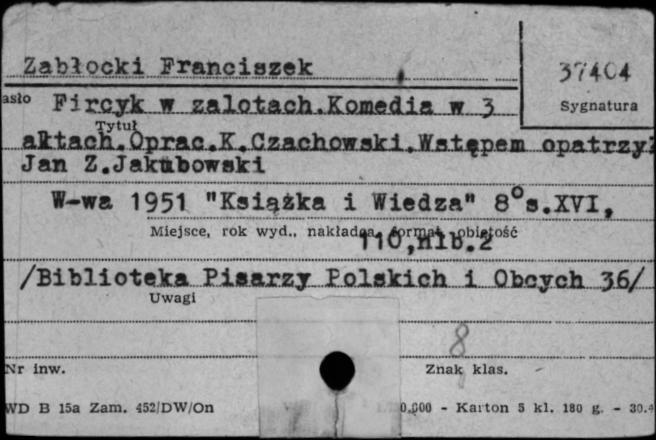 Zabłocki Franciszek
37404
asło Fircyk w zalotach.Komedia w 3
Sygnatura
Tytuł
aktach.Oprac.K.Czachowski.Wstępem opatrzył
Jan Z.Jakubowski
W-wa 1951 "Książka i Wiedza" 8°s.XVI,
Miejsce, rok wyd., nakładca, format, objętość
110,nlb.2
/Biblioteka Pisarzy Polskich i Obcych 36/
Uwagi
8
Nr inw.
Znak klas.
WD B 15a Zam. 452/DW/On
0.000 - Karton 5 kl. 180 g. - 30.4